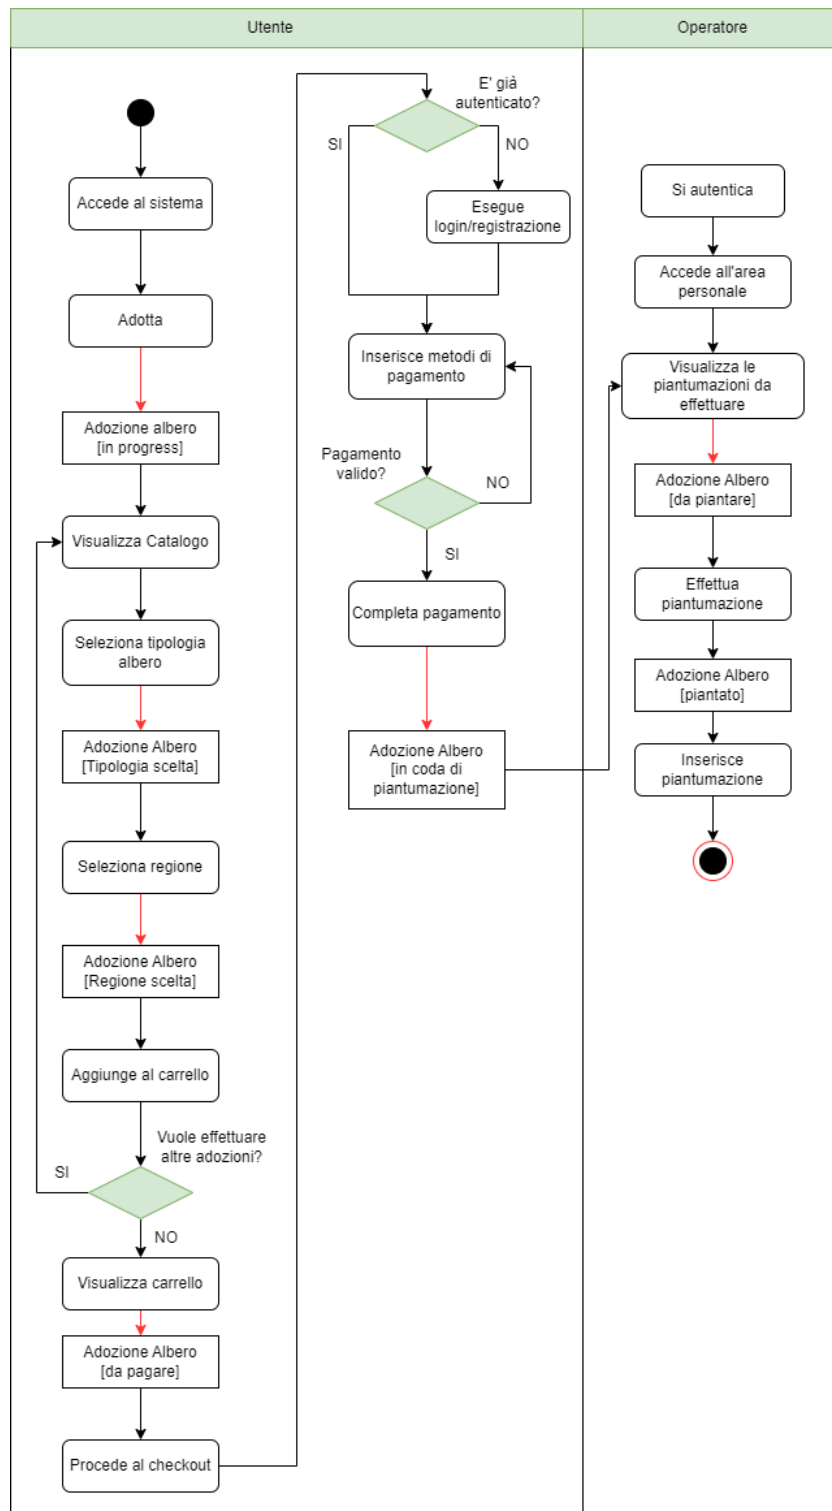 Utente
Operatore
Accede al sistema
Adotta
Adozione albero
[in progress]
Visualizza Catalogo
Seleziona tipologia
albero
Adozione Albero
[Tipologia scelta]
Seleziona regione
Adozione Albero
[Regione scelta]
Aggiunge al carrello
Vuole effettuare
altre adozioni?
SI
NO
Visualizza carrello
Adozione Albero
[da pagare]
Procede al checkout
E' già
autenticato?
SI
NO
Esegue
login/registrazione
Inserisce metodi di
pagamento
Pagamento
valido?
NO
SI
Completa pagamento
Adozione Albero
[in coda di
piantumazione]
Si autentica
Accede all'area
personale
Visualizza le
piantumazioni da
effettuare
Adozione Albero
[da piantare]
Effettua
piantumazione
Adozione Albero
[piantato]
Inserisce
piantumazione